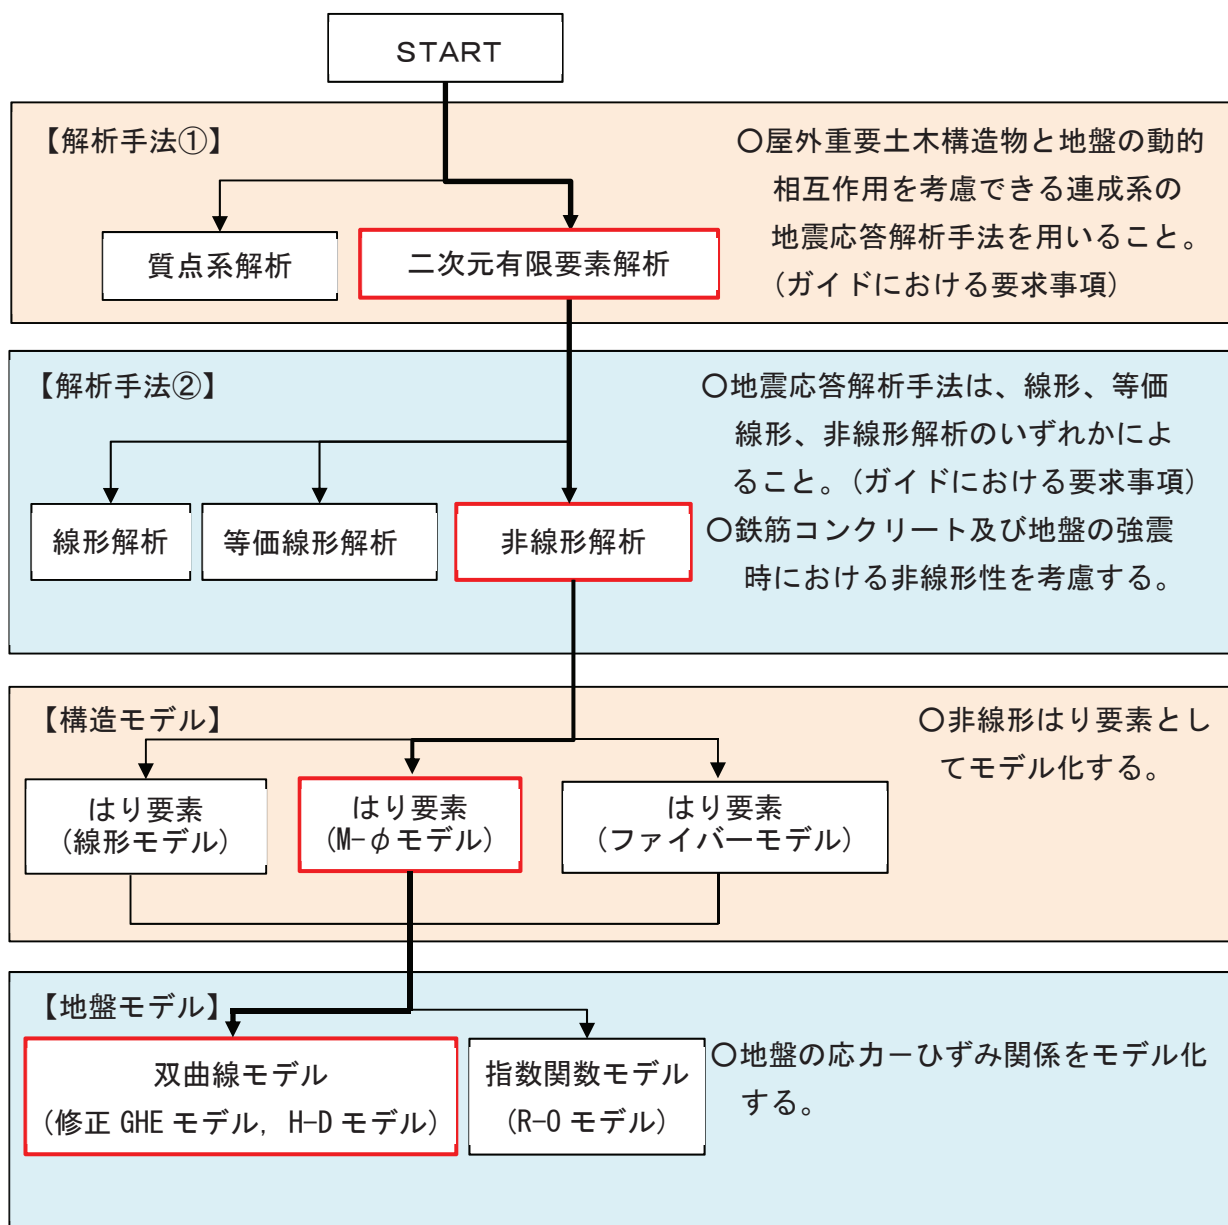 START
【解析手法①】
○屋外重要土木構造物と地盤の動的
相互作用を考慮できる連成系の
地震応答解析手法を用いること。
(ガイドにおける要求事項)
質点系解析
二次元有限要素解析
【解析手法②】
○地震応答解析手法は、線形、等価
線形、非線形解析のいずれかによ
ること。(ガイドにおける要求事項)
○鉄筋コンクリート及び地盤の強震
時における非線形性を考慮する。
線形解析
等価線形解析
非線形解析
【構造モデル】
○非線形はり要素とし
てモデル化する。
はり要素
(線形モデル)
はり要素
(M-φモデル)
はり要素
(ファイバーモデル)
【地盤モデル】
○地盤の応力－ひずみ関係をモデル化
する。
双曲線モデル
(修正 GHE モデル, H-D モデル)
指数関数モデル
(R-O モデル)